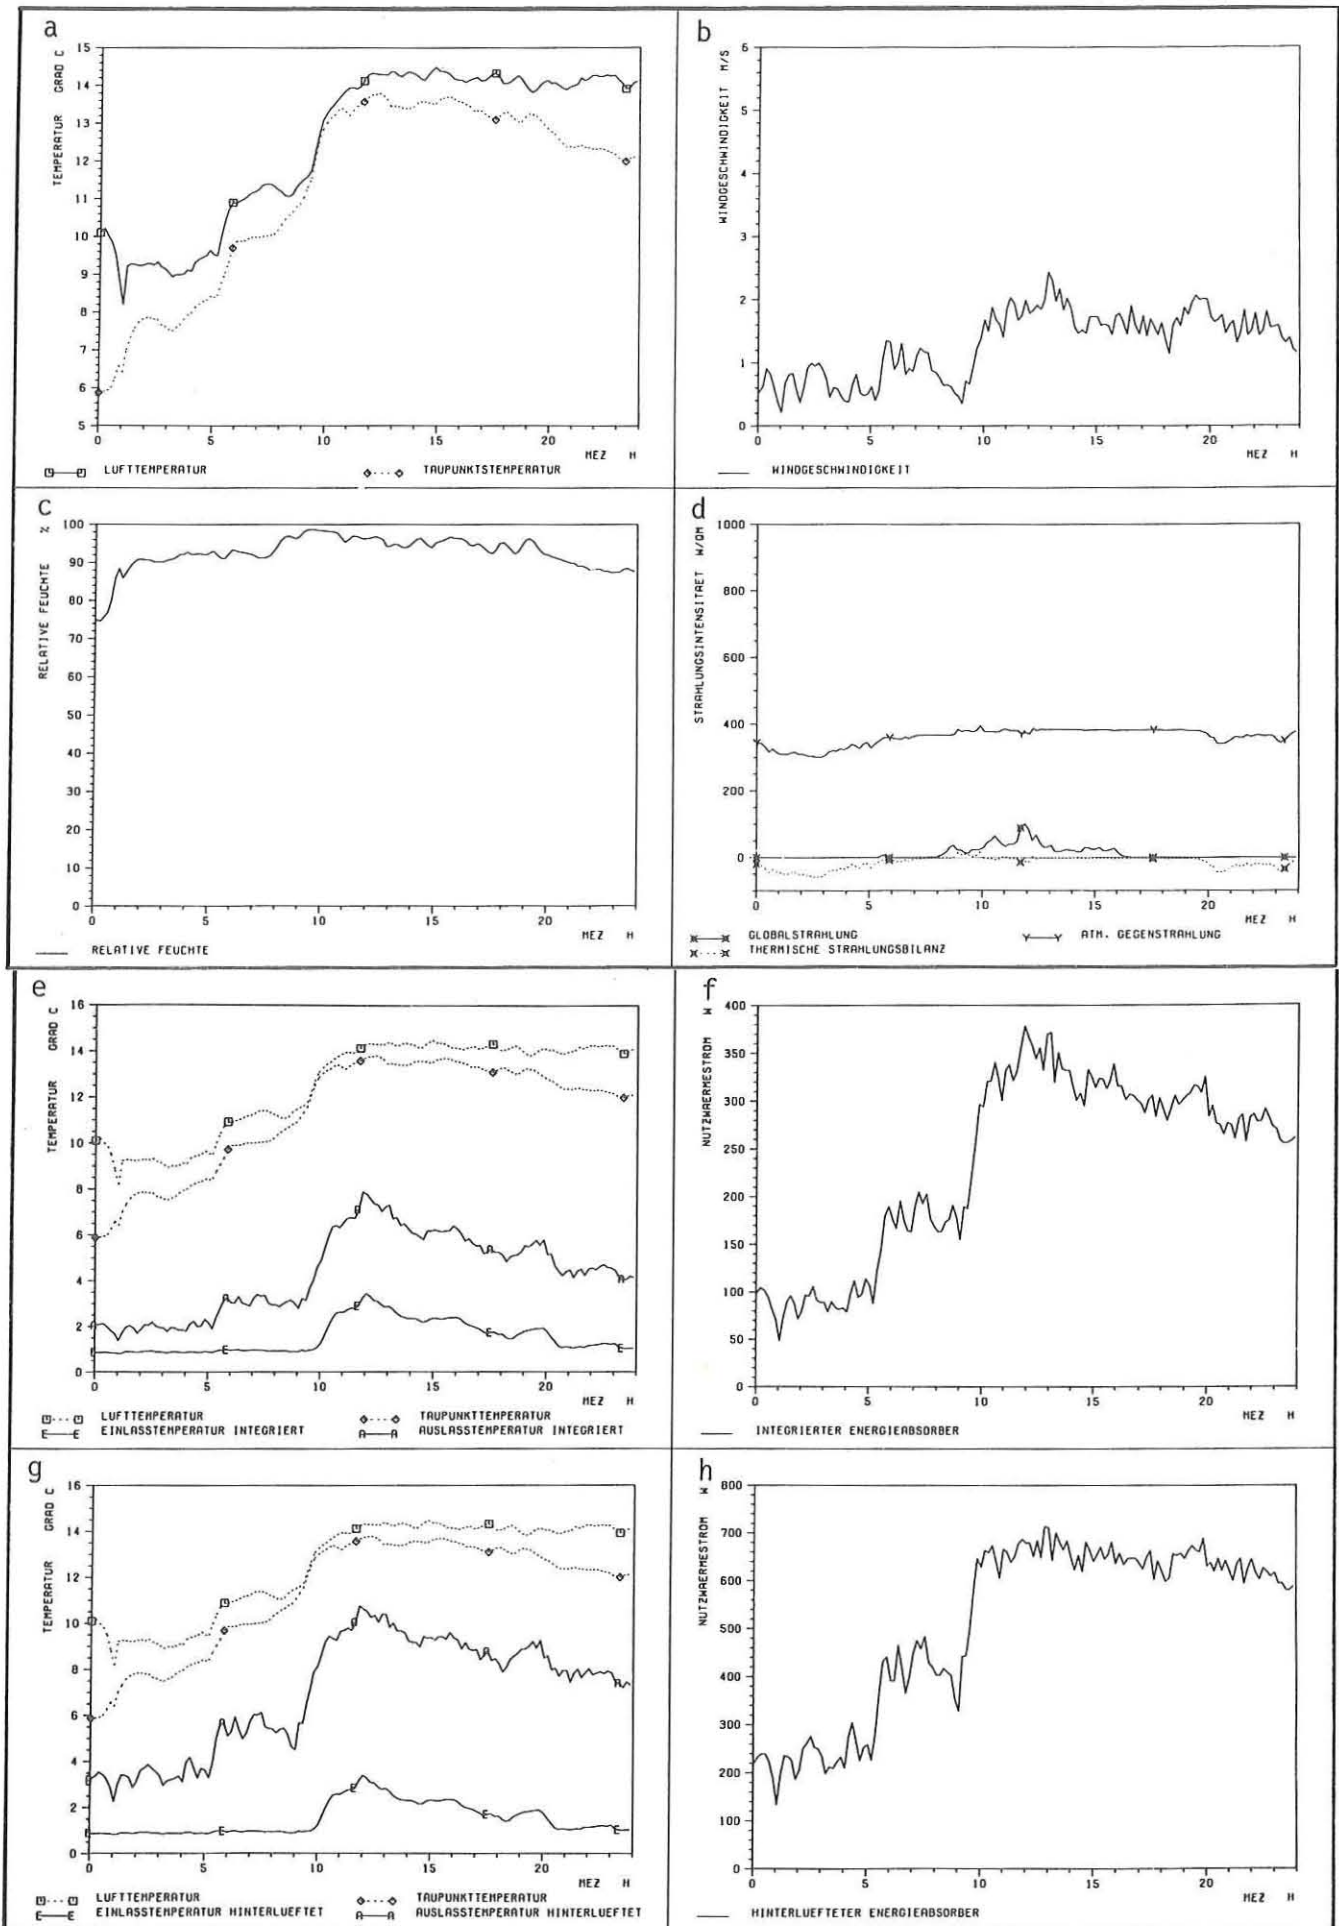 a
TEMPERATUR GRAD C
15
14
13
12
11
10
9
8
7
6
5
0 5 10 15 20
MEZ H
LUFTTEMPERATUR TAUPUNKTSTEMPERATUR
b
WINDGESCHWINDIGKEIT M/S
6
5
4
3
2
1
0
0 5 10 15 20
MEZ H
WINDGESCHWINDIGKEIT
c
RELATIVE FEUCHTE %
100
90
80
70
60
50
40
30
20
10
0
0 5 10 15 20
MEZ H
RELATIVE FEUCHTE
d
STRAHLUNGSINTENSITAET W/QM
1000
800
600
400
200
0
0 5 10 15 20
MEZ H
GLOBALSTRAHLUNG Y Y ATM. GEGENSTRAHLUNG
THERMISCHE STRAHLUNGSBILANZ
e
TEMPERATUR GRAD C
16
14
12
10
8
6
4
2
0
0 5 10 15 20
MEZ H
LUFTTEMPERATUR TAUPUNKTTEMPERATUR
E E EINLASSTEMPERATUR INTEGRIERT A A AUSLASSTEMPERATUR INTEGRIERT
f
NUTZWAERMESTROM W
400
350
300
250
200
150
100
50
0
0 5 10 15 20
MEZ H
INTEGRIERTER ENERGIEABSORBER
g
TEMPERATUR GRAD C
16
14
12
10
8
6
4
2
0
0 5 10 15 20
MEZ H
LUFTTEMPERATUR TAUPUNKTTEMPERATUR
E E EINLASSTEMPERATUR HINTERLUEFTET A A AUSLASSTEMPERATUR HINTERLUEFTET
h
NUTZWAERMESTROM W
800
700
600
500
400
300
200
100
0
0 5 10 15 20
MEZ H
HINTERLUEFTETER ENERGIEABSORBER